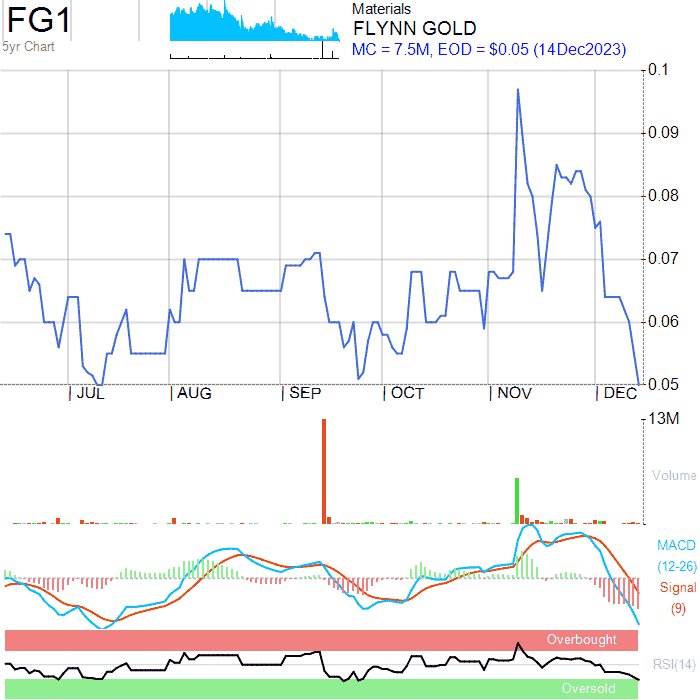 FG1
5yr Chart
Materials
FLYNN GOLD
MC = 7.5M, EOD = $0.05 (14Dec2023)
0.1
0.09
0.08
0.07
0.06
0.05
JUL AUG SEP OCT NOV DEC
13M
Volume
MACD
(12-26)
Signal
(9)
Overbought
RSI(14)
Oversold